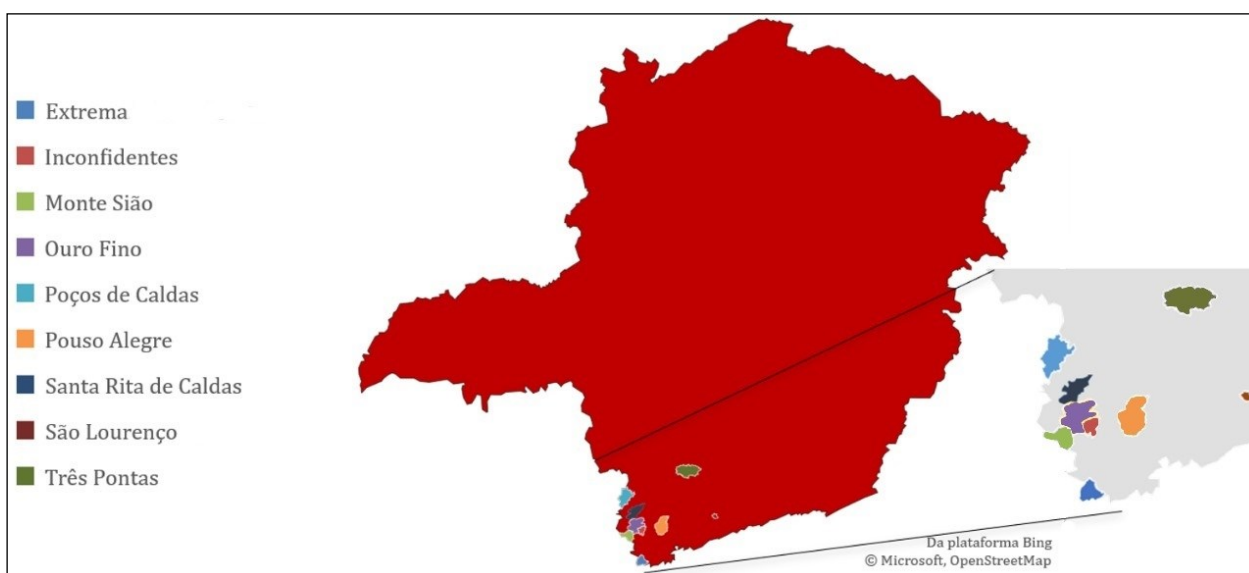 Extrema
Inconfidentes
Monte Sião
Ouro Fino
Poços de Caldas
Pouso Alegre
Santa Rita de Caldas
São Lourenço
Três Pontas
Da plataforma Bing
© Microsoft, OpenStreetMap